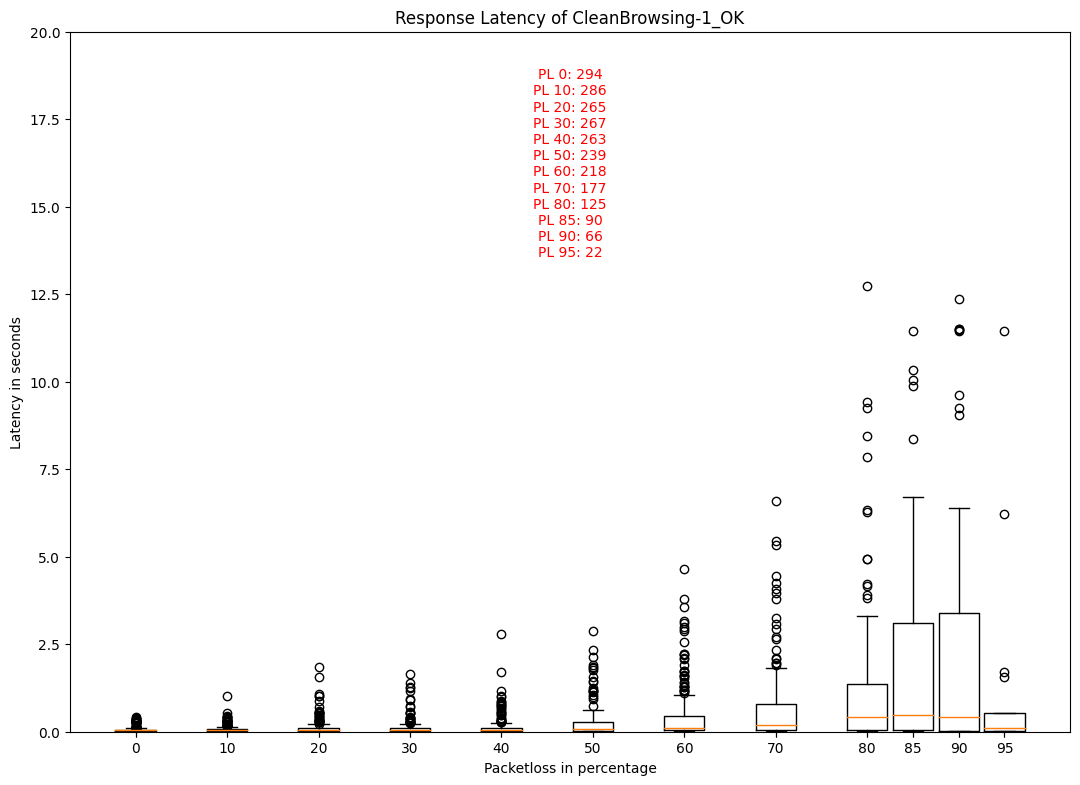 Response Latency of CleanBrowsing-1_OK
20.0
17.5
15.0
12.5
10.0
7.5
5.0
2.5
0.0
Latency in seconds
PL 0: 294
PL 10: 286
PL 20: 265
PL 30: 267
PL 40: 263
PL 50: 239
PL 60: 218
PL 70: 177
PL 80: 125
PL 85: 90
PL 90: 66
PL 95: 22
0 10 20 30 40 50 60 70 80 85 90 95
Packetloss in percentage